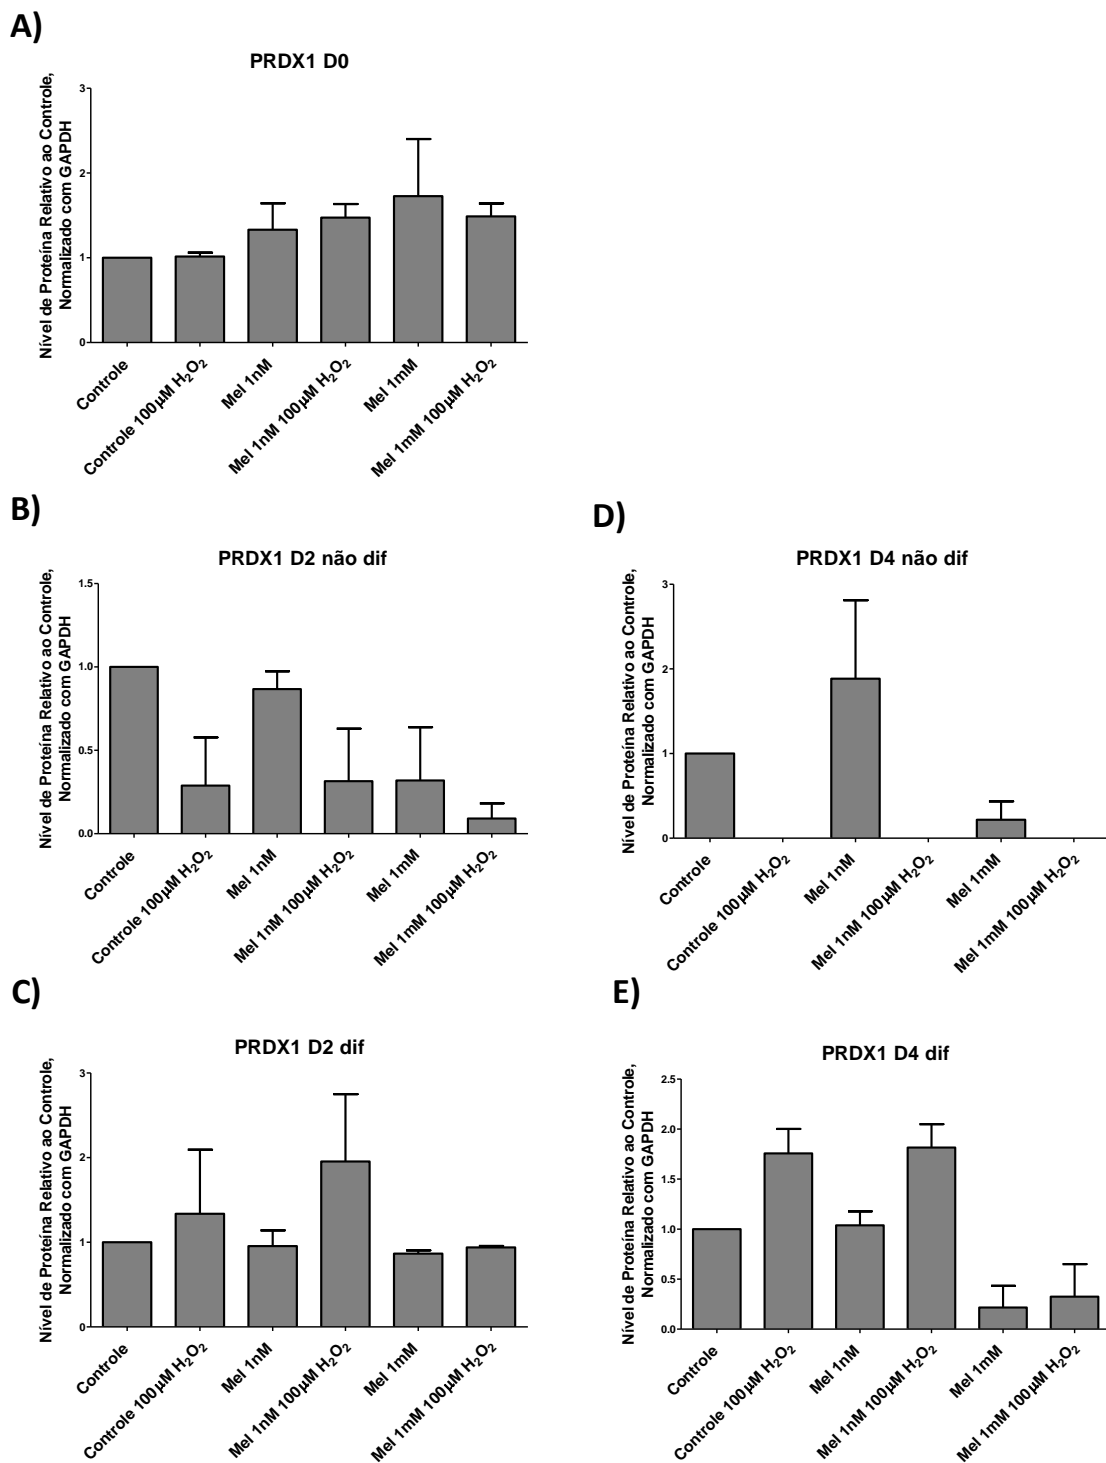 A)
PRDX1 D0
Nível de Proteína Relativo ao Controle,
Normalizado com GAPDH
3
2
1
0
Controle
Controle 100µM H₂O₂
Mel 1nM
Mel 1nM 100µM H₂O₂
Mel 1mM
Mel 1mM 100µM H₂O₂
B)
PRDX1 D2 não dif
Nível de Proteína Relativo ao Controle,
Normalizado com GAPDH
1.5
1.0
0.5
0.0
Controle
Controle 100µM H₂O₂
Mel 1nM
Mel 1nM 100µM H₂O₂
Mel 1mM
Mel 1mM 100µM H₂O₂
D)
PRDX1 D4 não dif
Nível de Proteína Relativo ao Controle,
Normalizado com GAPDH
3
2
1
0
Controle
Controle 100µM H₂O₂
Mel 1nM
Mel 1nM 100µM H₂O₂
Mel 1mM
Mel 1mM 100µM H₂O₂
C)
PRDX1 D2 dif
Nível de Proteína Relativo ao Controle,
Normalizado com GAPDH
3
2
1
0
Controle
Controle 100µM H₂O₂
Mel 1nM
Mel 1nM 100µM H₂O₂
Mel 1mM
Mel 1mM 100µM H₂O₂
E)
PRDX1 D4 dif
Nível de Proteína Relativo ao Controle,
Normalizado com GAPDH
2.5
2.0
1.5
1.0
0.5
0.0
Controle
Controle 100µM H₂O₂
Mel 1nM
Mel 1nM 100µM H₂O₂
Mel 1mM
Mel 1mM 100µM H₂O₂